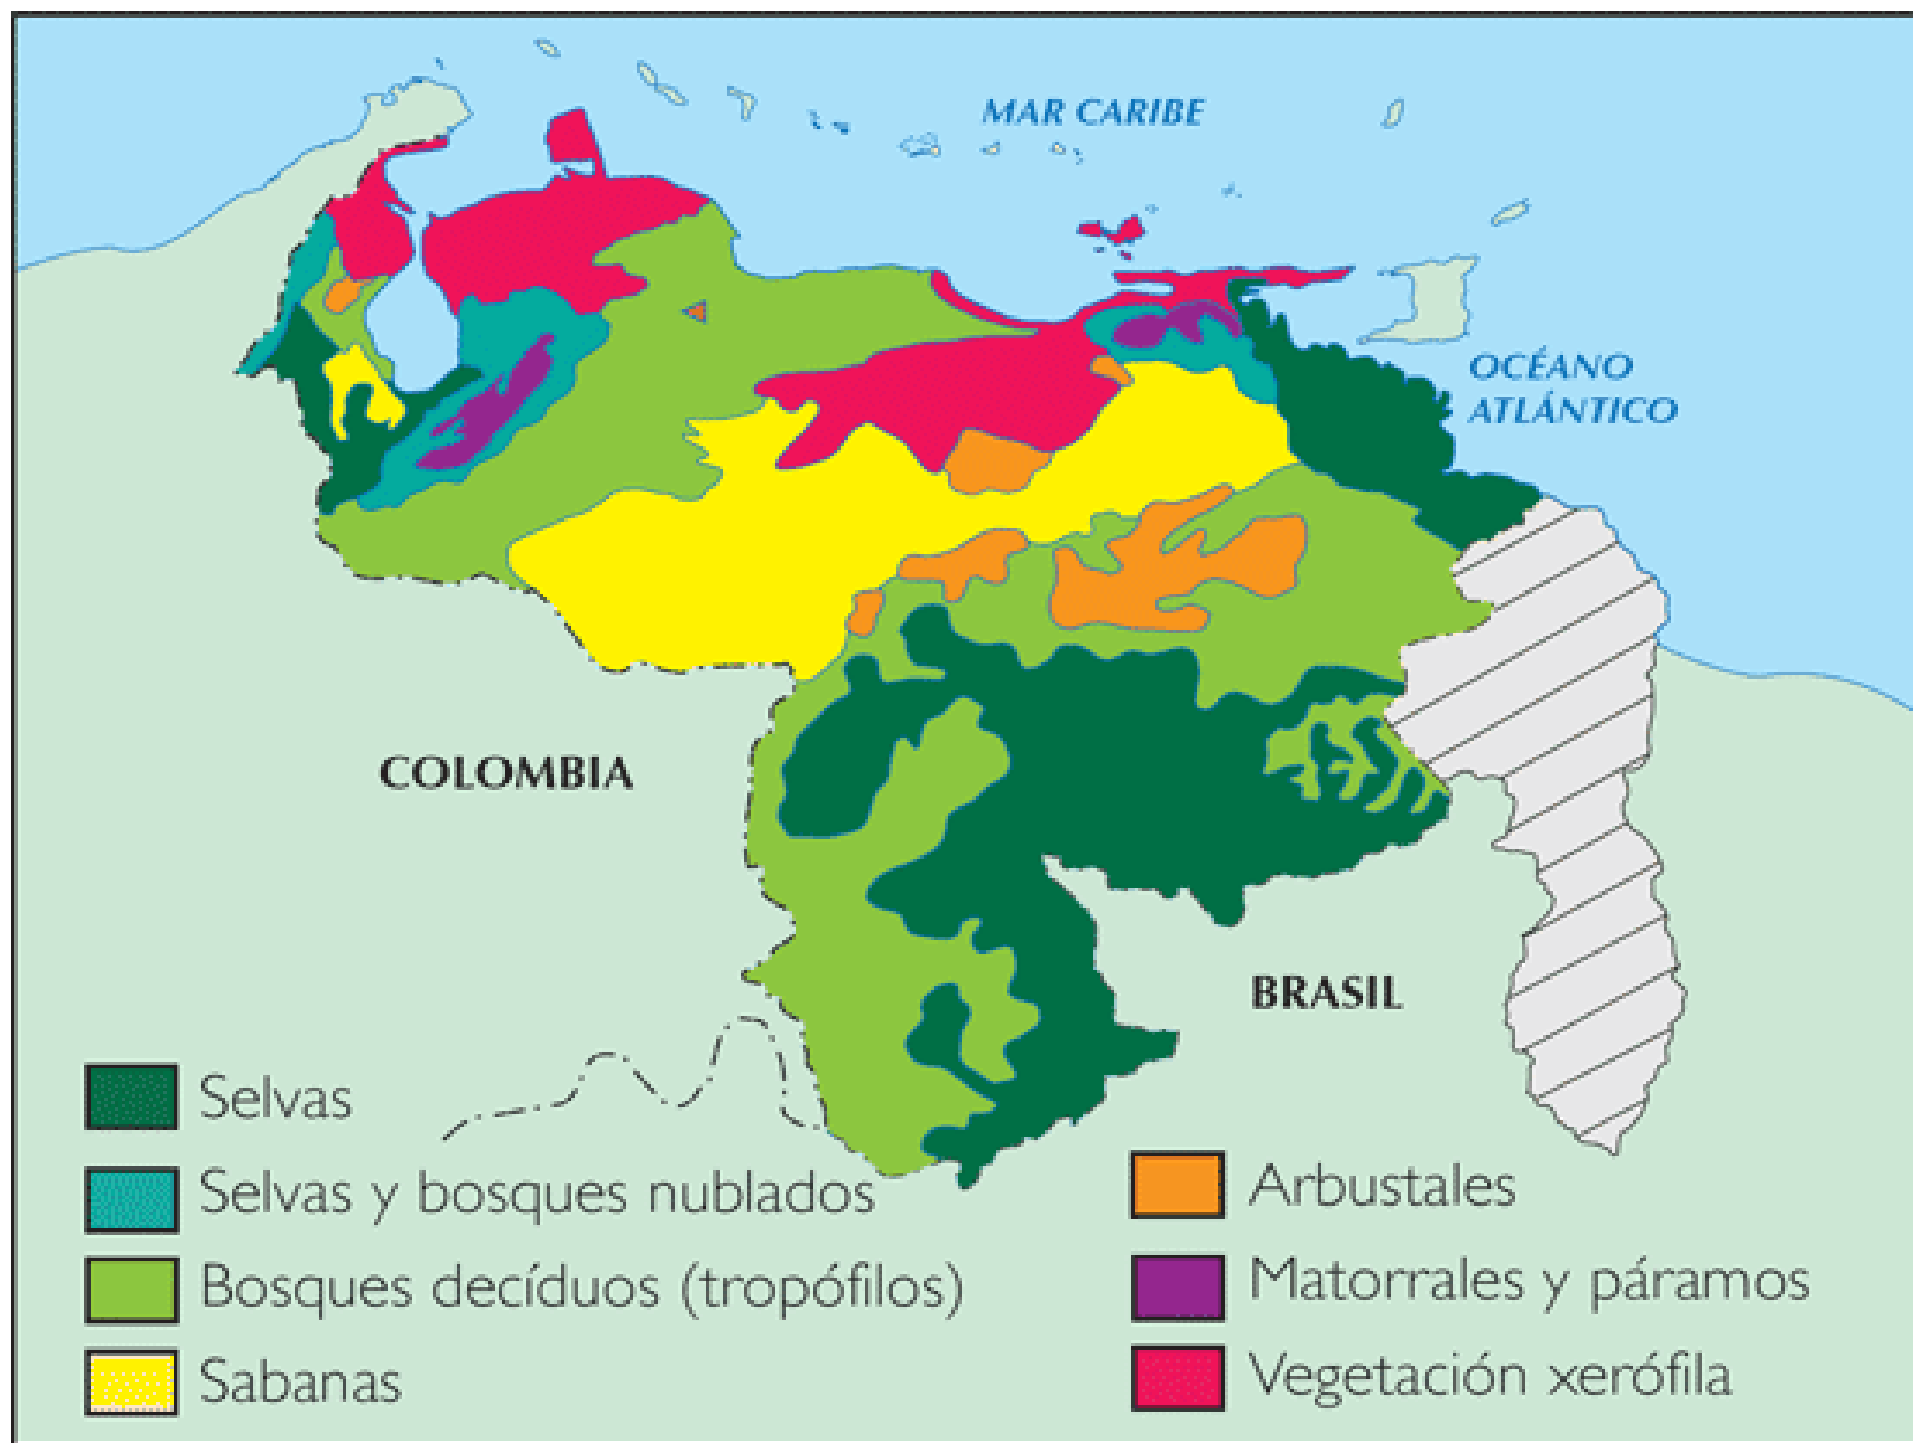 MAR CARIBE
OCÉANO
ATLÁNTICO
COLOMBIA
BRASIL
Selvas
Selvas y bosques nublados
Bosques decíduos (tropófilos)
Sabanas
Arbustales
Matorrales y páramos
Vegetación xerófila